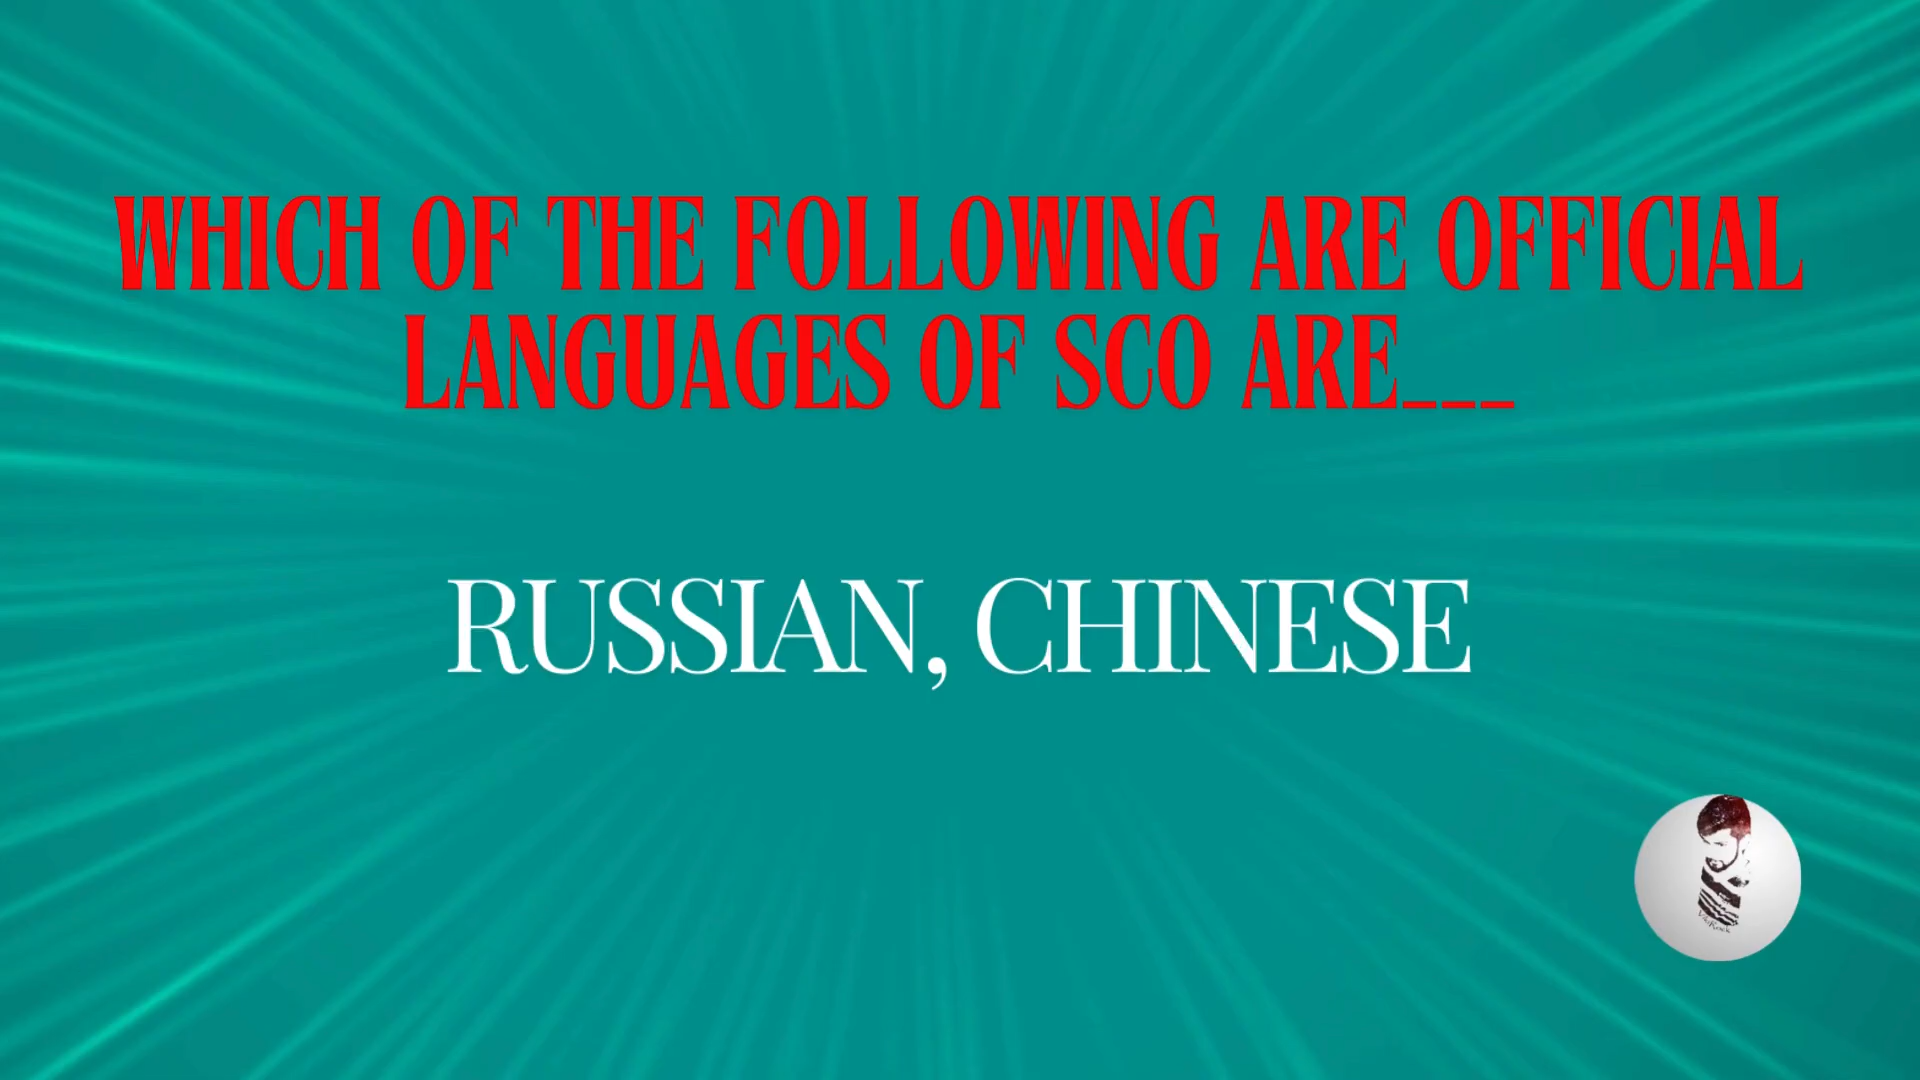 WHICH OF THE FOLLOWING ARE OFFICIAL
LANGUAGES OF SCO ARE___
RUSSIAN, CHINESE